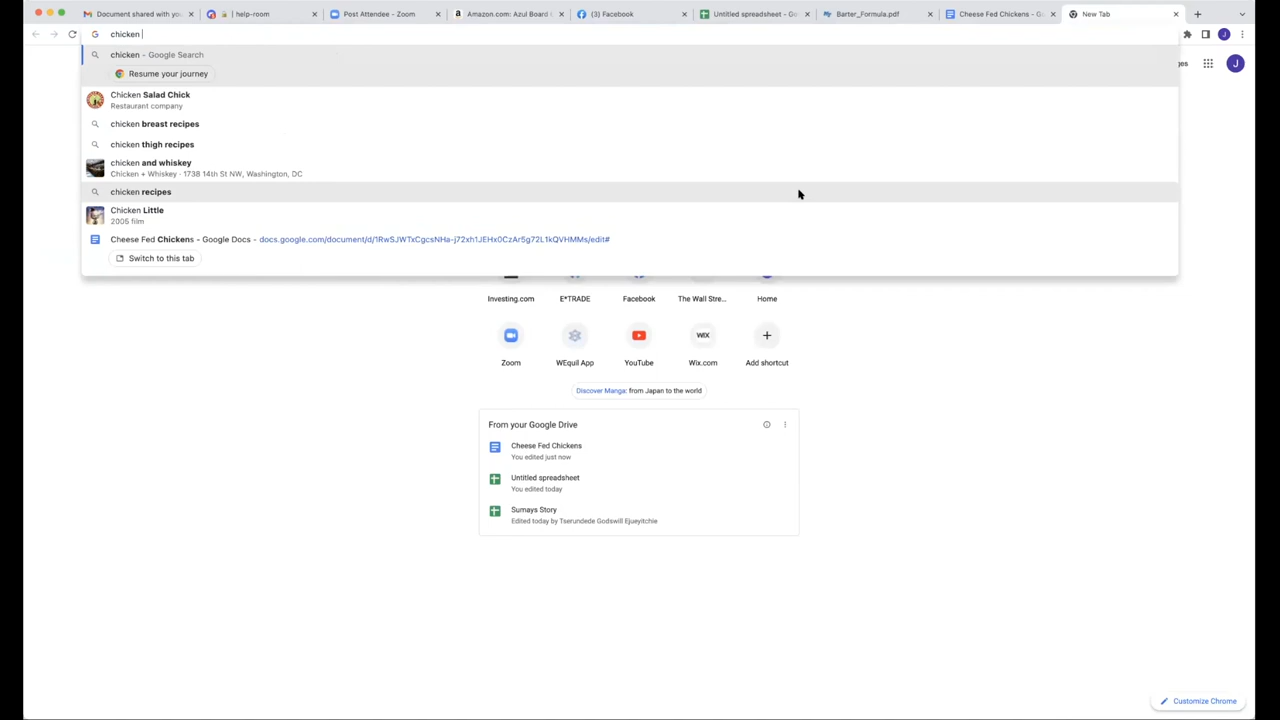 Document shared with you
| help-room
Post Attendee - Zoom
Amazon.com: Azul Board
(3) Facebook
Untitled spreadsheet - Go
Barter_Formula.pdf
Cheese Fed Chickens - G
New Tab
G chicken
J
chicken - Google Search
Resume your journey
J
Chicken Salad Chick
Restaurant company
chicken breast recipes
chicken thigh recipes
chicken and whiskey
Chicken + Whiskey · 1738 14th St NW, Washington, DC
chicken recipes
Chicken Little
2005 film
Cheese Fed Chickens - Google Docs - docs.google.com/document/d/1RwSJWTxCgcsNHa-j72xh1JEHx0CzAr5g72L1kQVHMMs/edit#
Switch to this tab
Investing.com E*TRADE Facebook The Wall Stre... Home
WIX
Zoom WEquil App YouTube Wix.com Add shortcut
Discover Manga: from Japan to the world
From your Google Drive
Cheese Fed Chickens
You edited just now
Untitled spreadsheet
You edited today
Sumays Story
Edited today by Tserundede Godswill Ejueyitchie
Customize Chrome